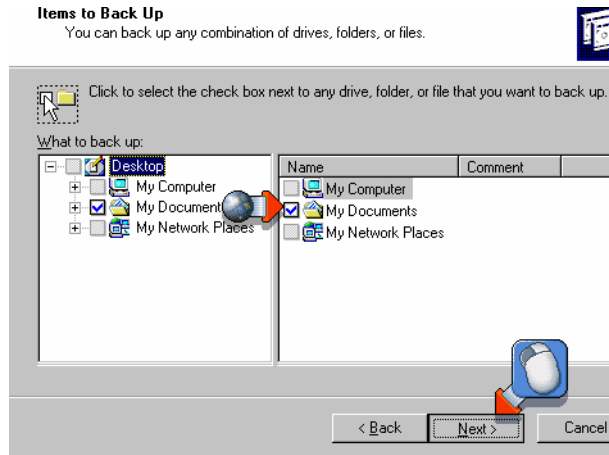 Items to Back Up
You can back up any combination of drives, folders, or files.
Click to select the check box next to any drive, folder, or file that you want to back up.
What to back up:
Desktop
My Computer
My Document
My Network Places
Name Comment
My Computer
My Documents
My Network Places
< Back Next > Cancel